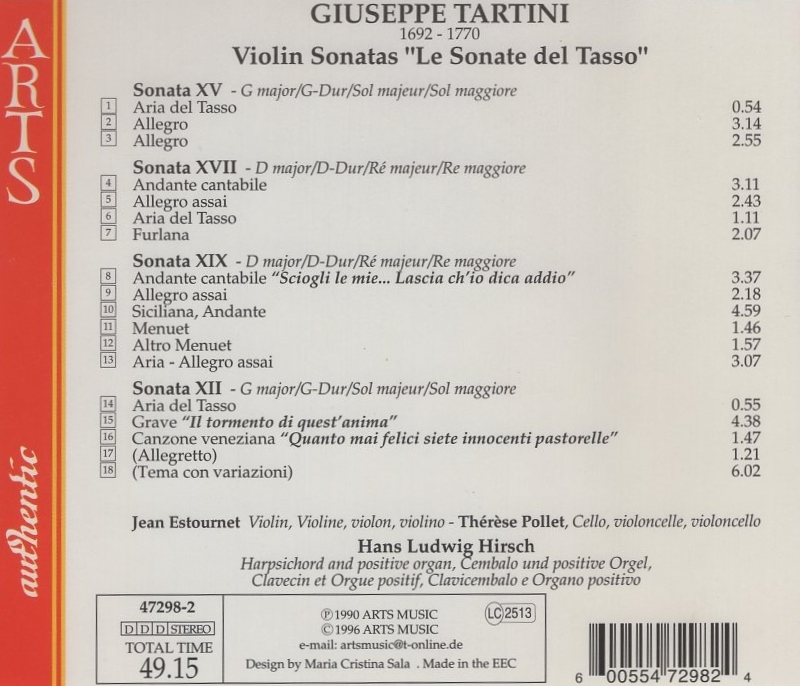 ARTS
authentic
GIUSEPPE TARTINI
1692 - 1770
Violin Sonatas "Le Sonate del Tasso"
Sonata XV - G major/G-Dur/Sol majeur/Sol maggiore
1 Aria del Tasso 0.54
2 Allegro 3.14
3 Allegro 2.55
Sonata XVII - D major/D-Dur/Ré majeur/Re maggiore
4 Andante cantabile 3.11
5 Allegro assai 2.43
6 Aria del Tasso 1.11
7 Furlana 2.07
Sonata XIX - D major/D-Dur/Ré majeur/Re maggiore
8 Andante cantabile “Sciogli le mie... Lascia ch'io dica addio” 3.37
9 Allegro assai 2.18
10 Siciliana, Andante 4.59
11 Menuet 1.46
12 Altro Menuet 1.57
13 Aria - Allegro assai 3.07
Sonata XII - G major/G-Dur/Sol majeur/Sol maggiore
14 Aria del Tasso 0.55
15 Grave “Il tormento di quest'anima” 4.38
16 Canzone veneziana “Quanto mai felici siete innocenti pastorelle” 1.47
17 (Allegretto) 1.21
18 (Tema con variazioni) 6.02
Jean Estournet Violin, Violine, violon, violino - Thérèse Pollet, Cello, violoncelle, violoncello
Hans Ludwig Hirsch
Harpsichord and positive organ, Cembalo und positive Orgel,
Clavecin et Orgue positif, Clavicembalo e Organo positivo
47298-2
D D D STEREO
TOTAL TIME
49.15
℗ 1990 ARTS MUSIC
© 1996 ARTS MUSIC
e-mail: artsmusic@t-online.de
Design by Maria Cristina Sala . Made in the EEC
LC 2513
6 00554 72982 4